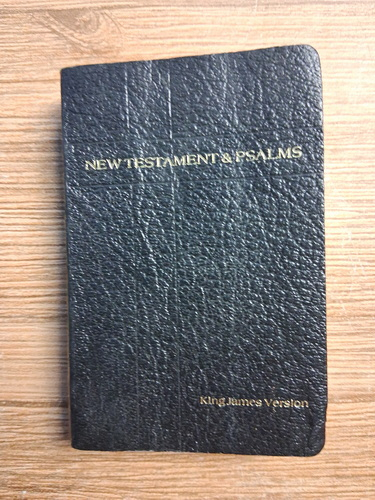 NEW TESTAMENT & PSALMS
King James Version